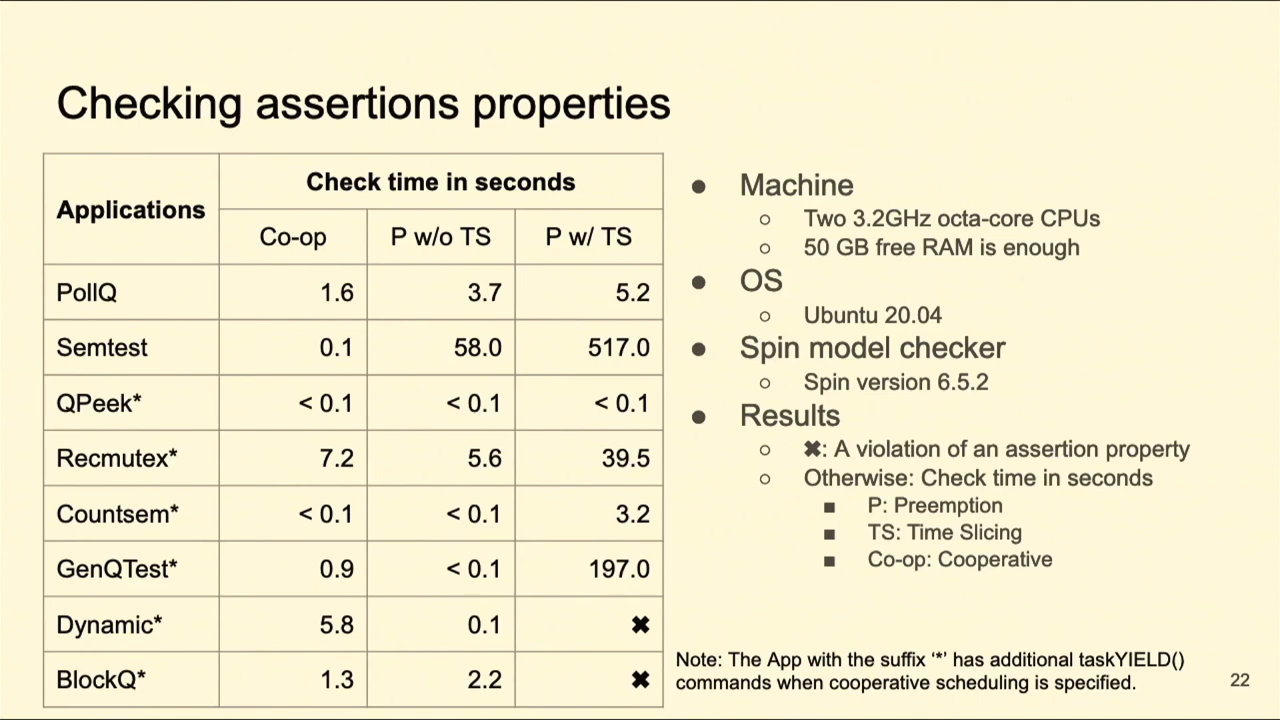 Checking assertions properties
Applications
Check time in seconds
Co-op P w/o TS P w/ TS
PollQ 1.6 3.7 5.2
Semtest 0.1 58.0 517.0
QPeek* < 0.1 < 0.1 < 0.1
Recmutex* 7.2 5.6 39.5
Countsem* < 0.1 < 0.1 3.2
GenQTest* 0.9 < 0.1 197.0
Dynamic* 5.8 0.1 ✖
BlockQ* 1.3 2.2 ✖
● Machine
○ Two 3.2GHz octa-core CPUs
○ 50 GB free RAM is enough
● OS
○ Ubuntu 20.04
● Spin model checker
○ Spin version 6.5.2
● Results
○ ✖: A violation of an assertion property
○ Otherwise: Check time in seconds
■ P: Preemption
■ TS: Time Slicing
■ Co-op: Cooperative
Note: The App with the suffix ‘*’ has additional taskYIELD()
commands when cooperative scheduling is specified.
22